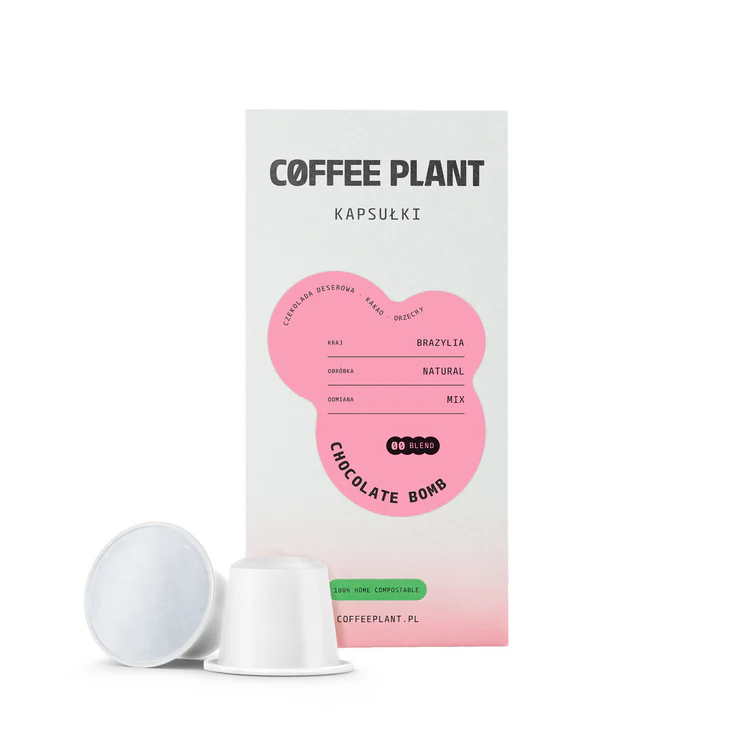 CØFFEE PLANT
KAPSUŁKI
CZEKOLADA DESEROWA · KAKAO · ORZECHY
KRAJ BRAZYLIA
OBRÓBKA NATURAL
ODMIANA MIX
00 BLEND
CHOCOLATE BOMB
100% HOME COMPOSTABLE
COFFEEPLANT.PL